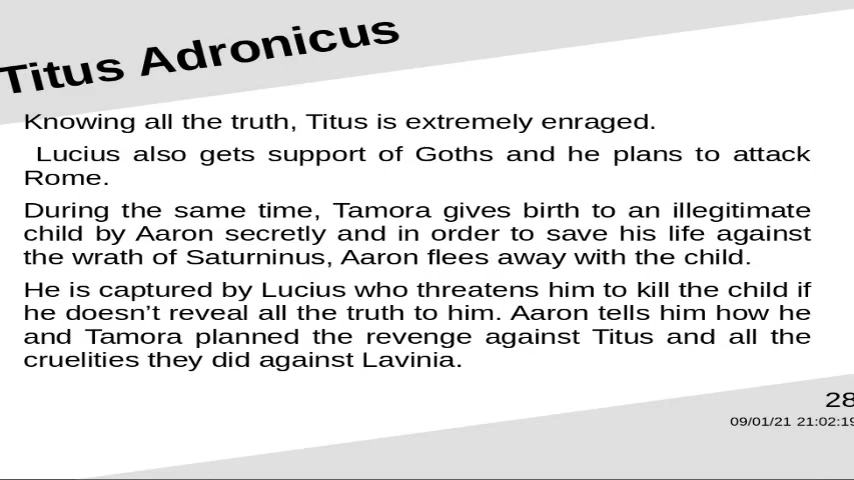 Titus Adronicus
Knowing all the truth, Titus is extremely enraged.
Lucius also gets support of Goths and he plans to attack
Rome.
During the same time, Tamora gives birth to an illegitimate
child by Aaron secretly and in order to save his life against
the wrath of Saturninus, Aaron flees away with the child.
He is captured by Lucius who threatens him to kill the child if
he doesn’t reveal all the truth to him. Aaron tells him how he
and Tamora planned the revenge against Titus and all the
cruelities they did against Lavinia.
28
09/01/21 21:02:19